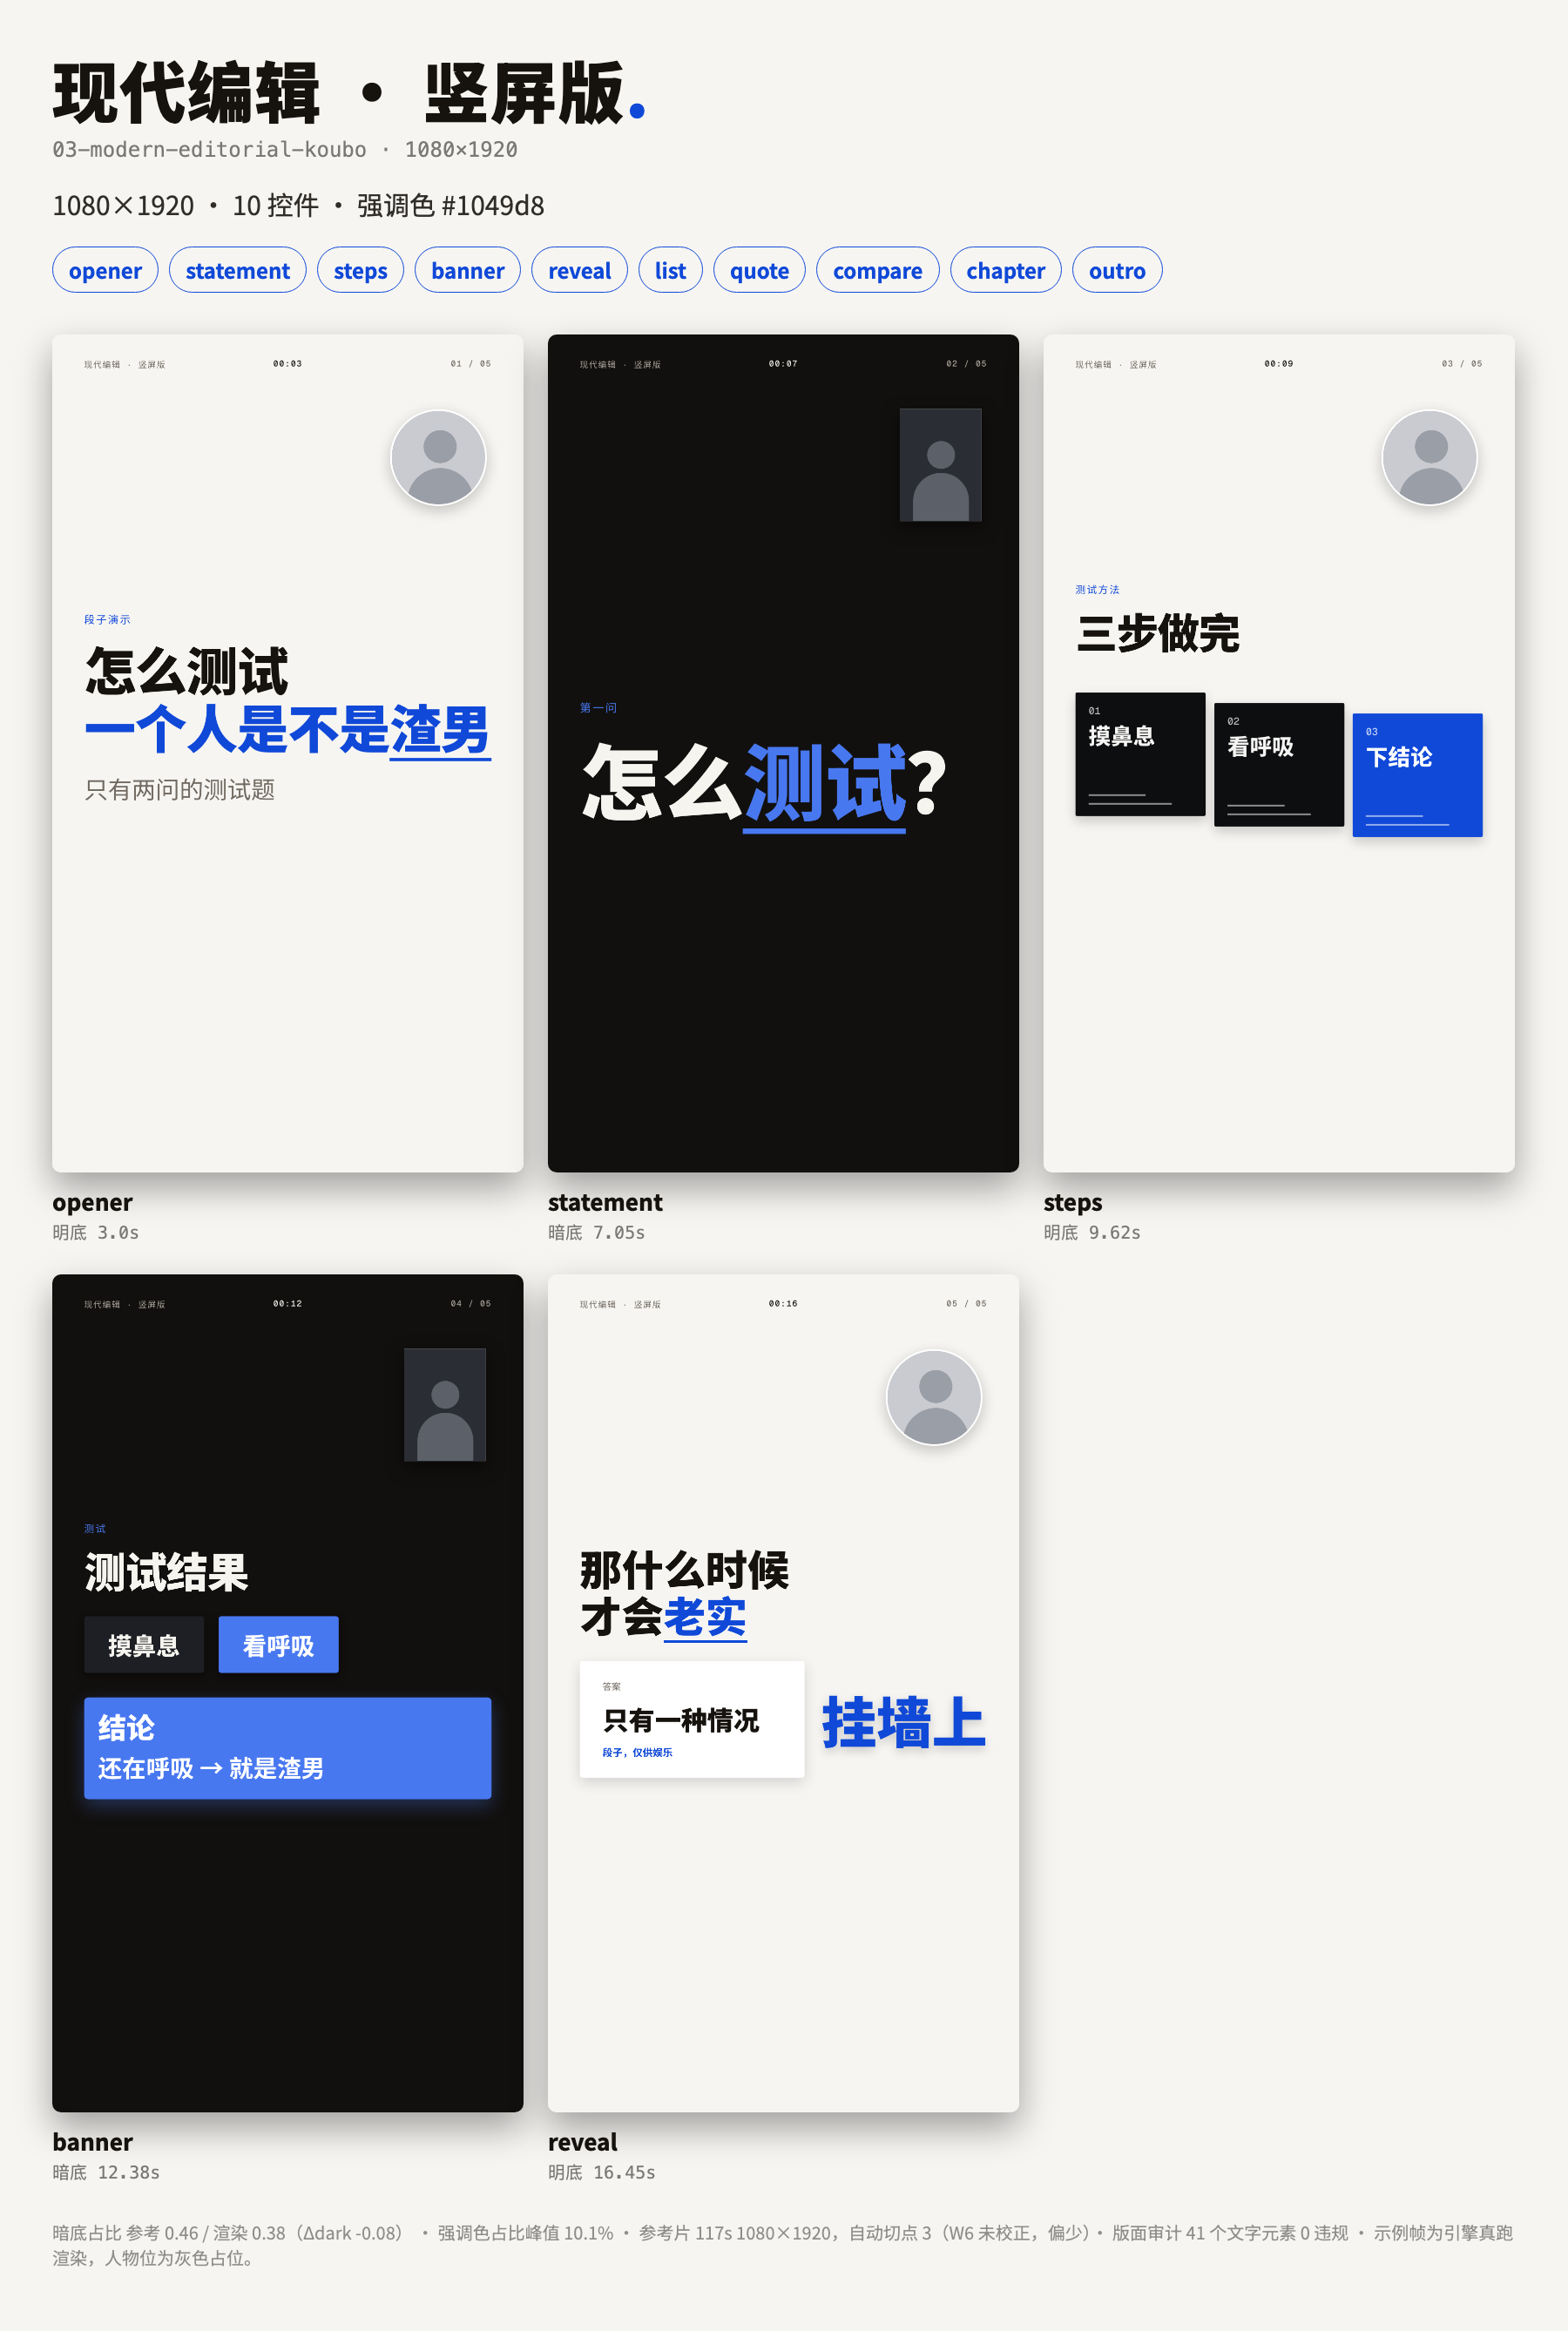 现代编辑 · 竖屏版.
03-modern-editorial-koubo · 1080×1920
1080×1920 · 10 控件 · 强调色 #1049d8
opener statement steps banner reveal list quote compare chapter outro
现代编辑 · 竖屏版 00:03 01 / 05
段子演示
怎么测试
一个人是不是渣男
只有两问的测试题
opener
明底 3.0s
现代编辑 · 竖屏版 00:07 02 / 05
第一问
怎么测试?
statement
暗底 7.05s
现代编辑 · 竖屏版 00:09 03 / 05
测试方法
三步做完
01
摸鼻息
02
看呼吸
03
下结论
steps
明底 9.62s
现代编辑 · 竖屏版 00:12 04 / 05
测试
测试结果
摸鼻息 看呼吸
结论
还在呼吸 → 就是渣男
banner
暗底 12.38s
现代编辑 · 竖屏版 00:16 05 / 05
那什么时候
才会老实
答案
只有一种情况
段子，仅供娱乐
挂墙上
reveal
明底 16.45s
暗底占比 参考 0.46 / 渲染 0.38（Δdark -0.08） · 强调色占比峰值 10.1% · 参考片 117s 1080×1920，自动切点 3（W6 未校正，偏少）· 版面审计 41 个文字元素 0 违规 · 示例帧为引擎真跑
渲染，人物位为灰色占位。